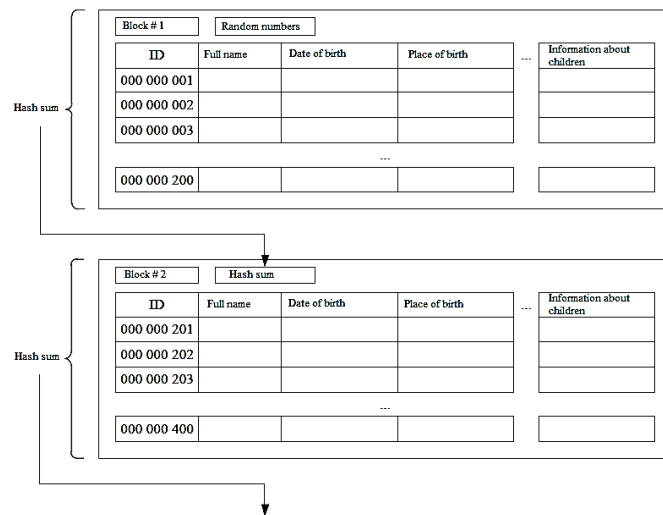 Block # 1 Random numbers
ID Full name Date of birth Place of birth ... Information about
children
000 000 001
000 000 002
Hash sum
000 000 003
...
000 000 200
Block # 2 Hash sum
ID Full name Date of birth Place of birth ... Information about
children
000 000 201
000 000 202
Hash sum
000 000 203
...
000 000 400